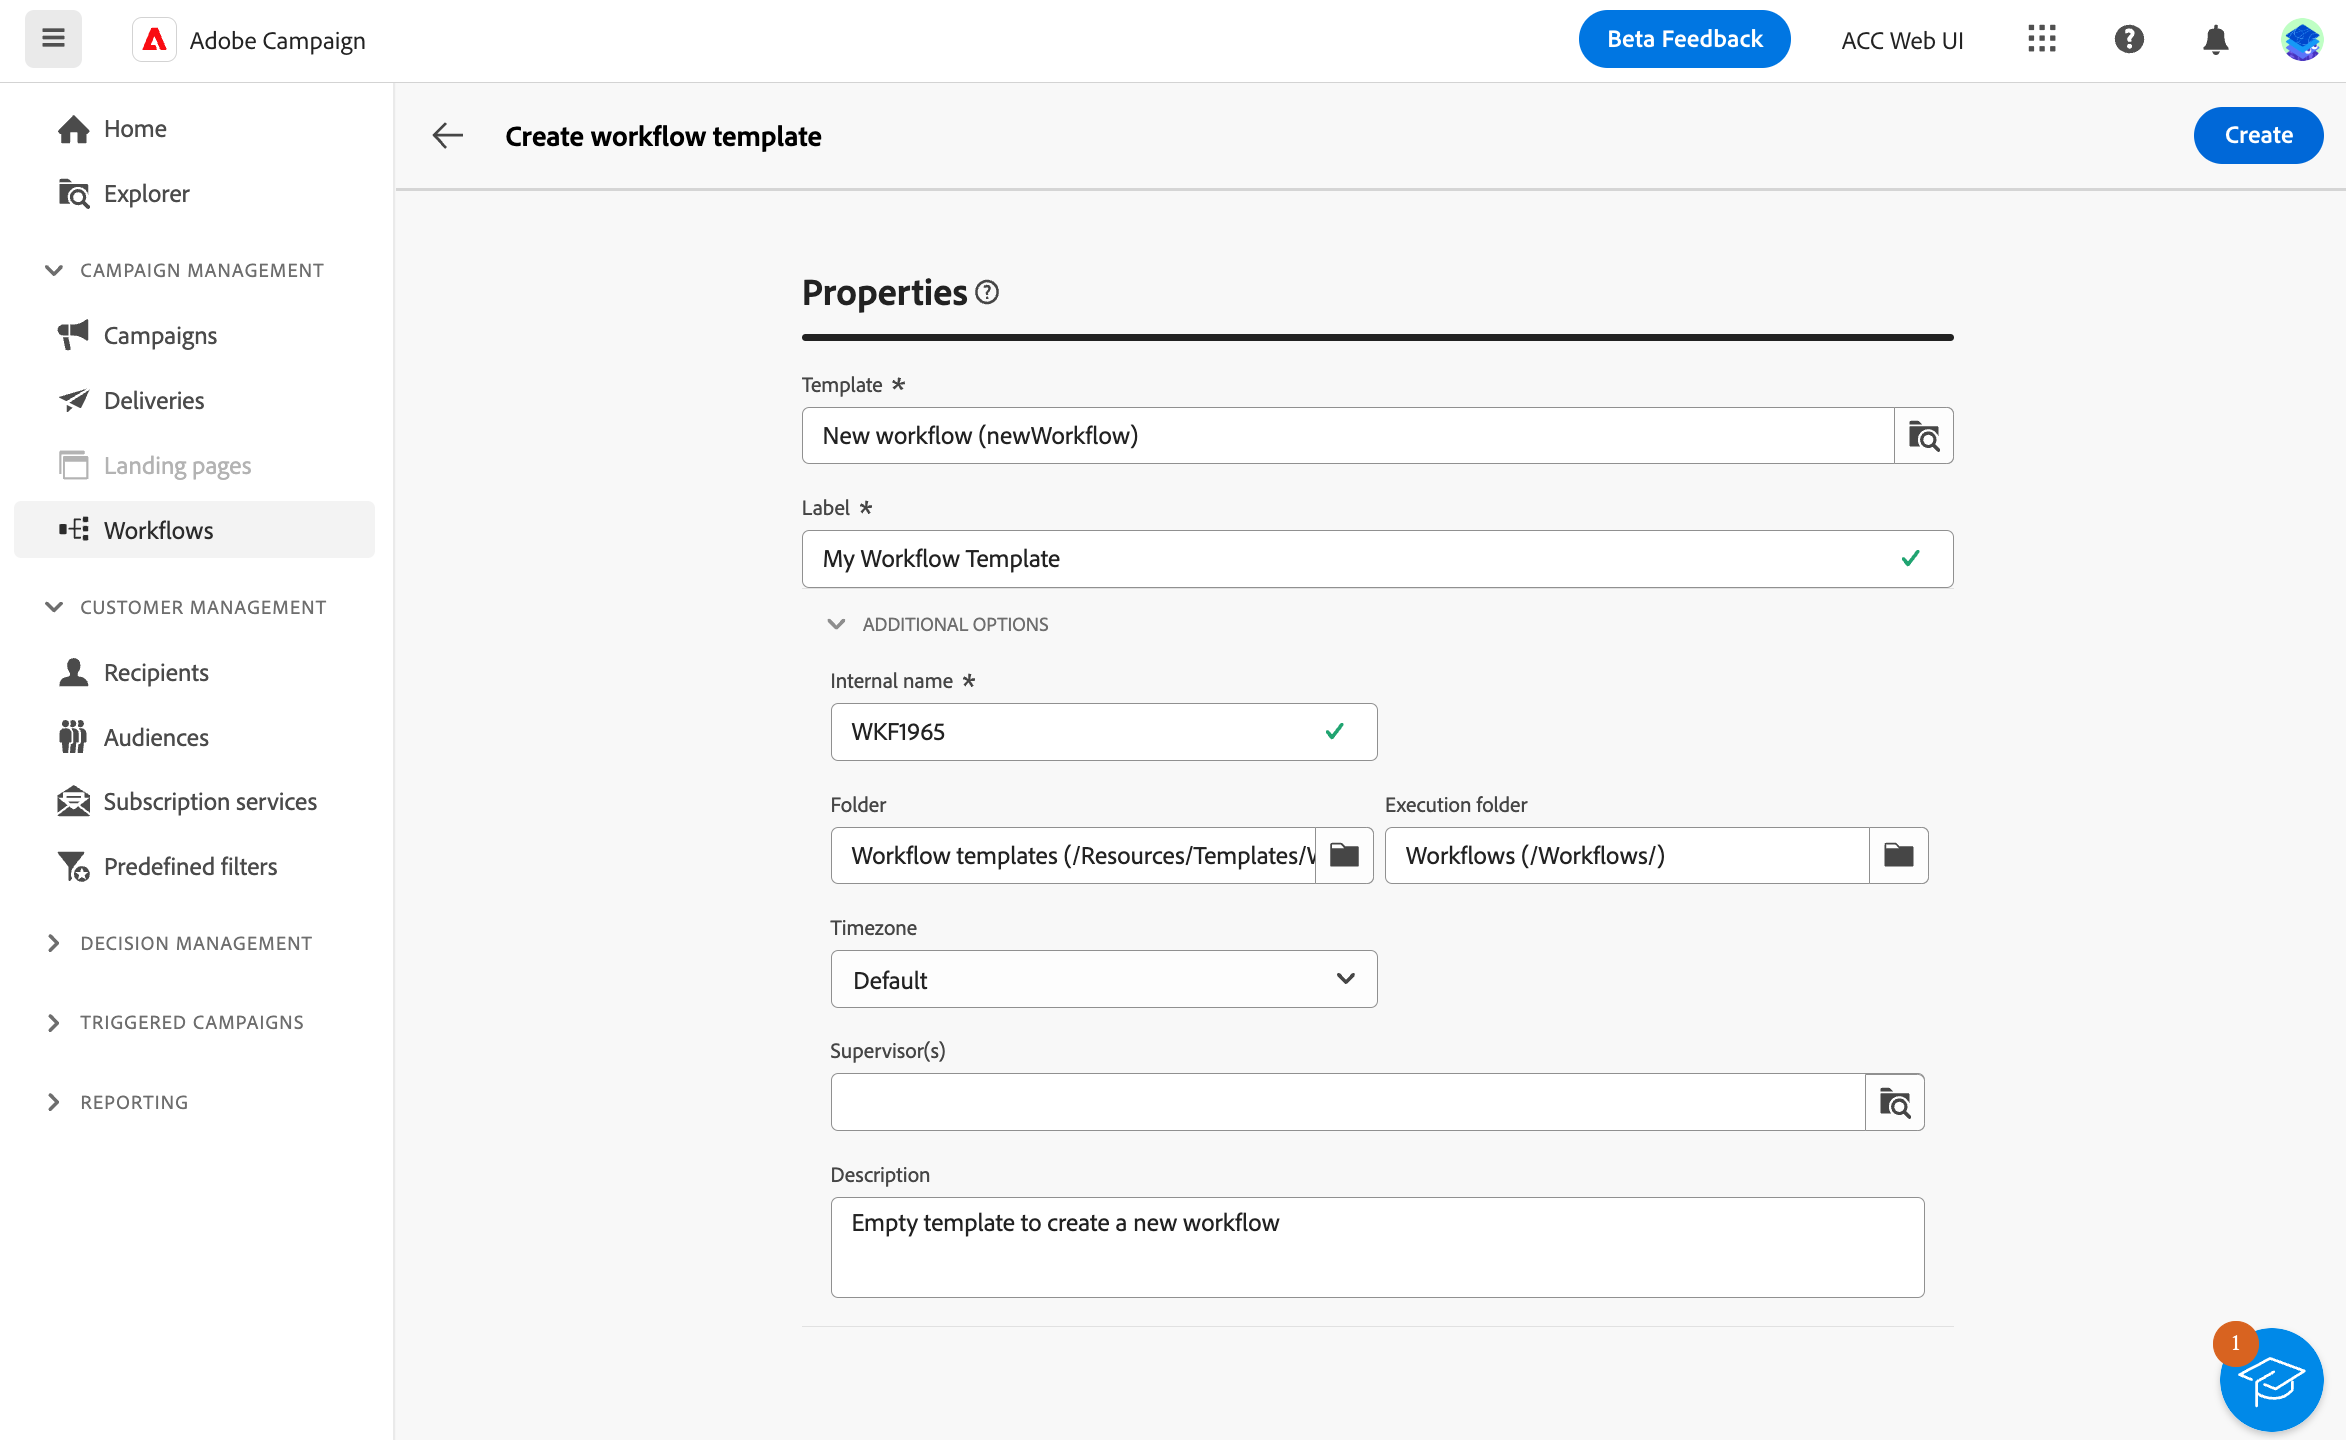 Adobe Campaign
Beta Feedback
ACC Web UI
Home
Explorer
CAMPAIGN MANAGEMENT
Campaigns
Deliveries
Landing pages
Workflows
CUSTOMER MANAGEMENT
Recipients
Audiences
Subscription services
Predefined filters
DECISION MANAGEMENT
TRIGGERED CAMPAIGNS
REPORTING
Create workflow template
Create
Properties
Template *
New workflow (newWorkflow)
Label *
My Workflow Template
ADDITIONAL OPTIONS
Internal name *
WKF1965
Folder
Execution folder
Workflow templates (/Resources/Templates/
Workflows (/Workflows/)
Timezone
Default
Supervisor(s)
Description
Empty template to create a new workflow
1